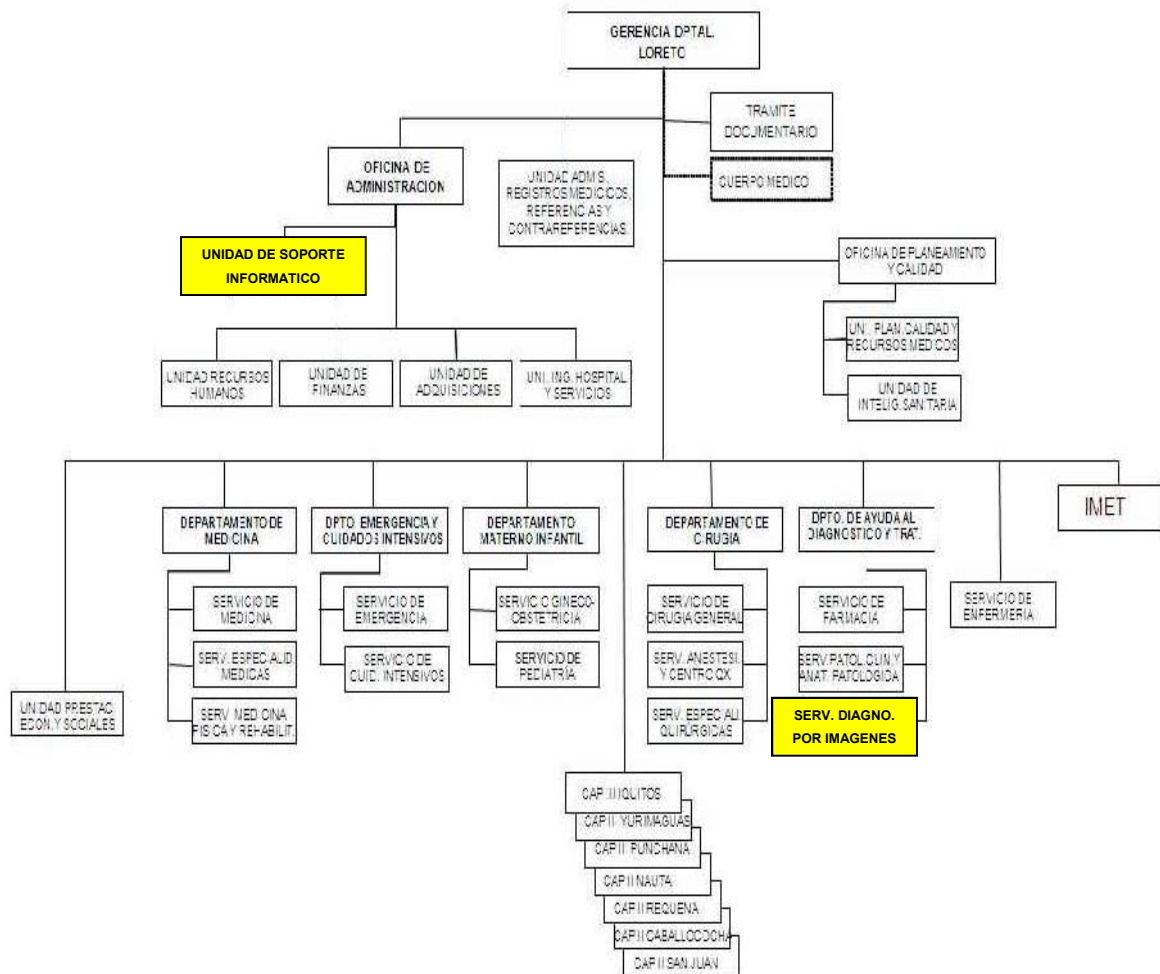 GERENCIA DPTAL.
LORETO
TRAMITE
DOCUMENTARIO
CUERPO MEDICO
OFICINA DE
ADMINISTRACION
UNIDAD ADMIS.
REGISTROS MEDICICOS,
REFERENCIAS Y
CONTRAREFERENCIAS
UNIDAD DE SOPORTE
INFORMATICO
OFICINA DE PLANEAMIENTO
Y CALIDAD
UNI. PLAN. CALIDAD Y
RECURSOS MEDICOS
UNIDAD DE
INTELIG. SANITARIA
UNIDAD RECURSOS
HUMANOS
UNIDAD DE
FINANZAS
UNIDAD DE
ADQUISICIONES
UNI. ING. HOSPITAL
Y SERVICIOS
IMET
DEPARTAMENTO DE
MEDICINA
DPTO. EMERGENCIA Y
CUIDADOS INTENSIVOS
DEPARTAMENTO
MATERNO INFANTIL
DEPARTAMENTO DE
CIRUGIA
DPTO. DE AYUDA AL
DIAGNOSTICO Y TRAT.
SERVICIO DE
MEDICINA
SERV. ESPECIALID.
MEDICAS
SERV. MEDICINA
FISICA Y REHABILIT.
SERVICIO DE
EMERGENCIA
SERVICIO DE
CUID. INTENSIVOS
SERVICIO GINECO-
OBSTETRICIA
SERVICIO DE
PEDIATRÍA
SERVICIO DE
CIRUGIA GENERAL
SERV. ANESTESI.
Y CENTRO QX.
SERV. ESPECIALI.
QUIRÚRGICAS
SERVICIO DE
FARMACIA
SERV. PATOL. CLIN. Y
ANAT. PATOLOGICA
SERV. DIAGNO.
POR IMAGENES
SERVICIO DE
ENFERMERIA
UNIDAD PRESTAC.
ECON. Y SOCIALES
CAP III IQUITOS
CAP II YURIMAGUAS
CAP II PUNCHANA
CAP II NAUTA
CAP II REQUENA
CAP II CABALLOCOCHA
CAP II SAN JUAN